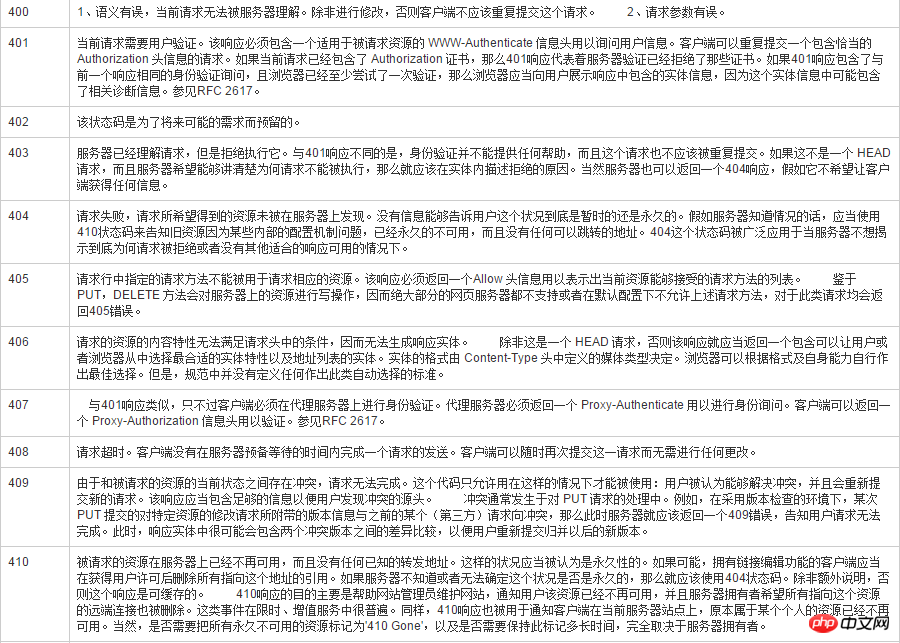 400 1、语义有误，当前请求无法被服务器理解。除非进行修改，否则客户端不应该重复提交这个请求。 2、请求参数有误。
401 当前请求需要用户验证。该响应必须包含一个适用于被请求资源的 WWW-Authenticate 信息头用以询问用户信息。客户端可以重复提交一个包含恰当的
Authorization 头信息的请求。如果当前请求已经包含了 Authorization 证书，那么401响应代表着服务器验证已经拒绝了那些证书。如果401响应包含了与
前一个响应相同的身份验证询问，且浏览器已经至少尝试了一次验证，那么浏览器应当向用户展示响应中包含的实体信息，因为这个实体信息中可能包含
了相关诊断信息。参见RFC 2617。
402 该状态码是为了将来可能的需求而预留的。
403 服务器已经理解请求，但是拒绝执行它。与401响应不同的是，身份验证并不能提供任何帮助，而且这个请求也不应该被重复提交。如果这不是一个 HEAD
请求，而且服务器希望能够讲清楚为何请求不能被执行，那么就应该在实体内描述拒绝的原因。当然服务器也可以返回一个404响应，假如它不希望让客户
端获得任何信息。
404 请求失败，请求所希望得到的资源未被在服务器上发现。没有信息能够告诉用户这个状况到底是暂时的还是永久的。假如服务器知道情况的话，应当使用
410状态码来告知旧资源因为某些内部的配置机制问题，已经永久的不可用，而且没有任何可以跳转的地址。404这个状态码被广泛应用于当服务器不想揭
示到底为何请求被拒绝或者没有其他适合的响应可用的情况下。
405 请求行中指定的请求方法不能被用于请求相应的资源。该响应必须返回一个Allow 头信息用以表示出当前资源能够接受的请求方法的列表。 鉴于
PUT，DELETE 方法会对服务器上的资源进行写操作，因而绝大部分的网页服务器都不支持或者在默认配置下不允许上述请求方法，对于此类请求均会返
回405错误。
406 请求的资源的内容特性无法满足请求头中的条件，因而无法生成响应实体。 除非这是一个 HEAD 请求，否则该响应就应当返回一个包含可以让用户或
者浏览器从中选择最合适的实体特性以及地址列表的实体。实体的格式由 Content-Type 头中定义的媒体类型决定。浏览器可以根据格式及自身能力自行作
出最佳选择。但是，规范中并没有定义任何作出此类自动选择的标准。
407 与401响应类似，只不过客户端必须在代理服务器上进行身份验证。代理服务器必须返回一个 Proxy-Authenticate 用以进行身份询问。客户端可以返回一
个 Proxy-Authorization 信息头用以验证。参见RFC 2617。
408 请求超时。客户端没有在服务器预备等待的时间内完成一个请求的发送。客户端可以随时再次提交这一请求而无需进行任何更改。
409 由于和被请求的资源的当前状态之间存在冲突，请求无法完成。这个代码只允许用在这样的情况下才能被使用：用户被认为能够解决冲突，并且会重新提
交新的请求。该响应应当包含足够的信息以便用户发现冲突的源头。 冲突通常发生于对 PUT 请求的处理中。例如，在采用版本检查的环境下，某次
PUT 提交的对特定资源的修改请求所附带的版本信息与之前的某个（第三方）请求向冲突，那么此时服务器就应该返回一个409错误，告知用户请求无法
完成。此时，响应实体中很可能会包含两个冲突版本之间的差异比较，以便用户重新提交归并以后的新版本。
410 被请求的资源在服务器上已经不再可用，而且没有任何已知的转发地址。这样的状况应当被认为是永久性的。如果可能，拥有链接编辑功能的客户端应当
在获得用户许可后删除所有指向这个地址的引用。如果服务器不知道或者无法确定这个状况是否是永久的，那么就应该使用404状态码。除非额外说明，否
则这个响应是可缓存的。 410响应的目的主要是帮助网站管理员维护网站，通知用户该资源已经不再可用，并且服务器拥有者希望所有指向这个资源
的远端连接也被删除。这类事件在限时、增值服务中很普遍。同样，410响应也被用于通知客户端在当前服务器站点上，原本属于某个个人的资源已经不再
可用。当然，是否需要把所有永久不可用的资源标记为'410 Gone'，以及是否需要保持此标记多长时间，完全取决于服务器拥有者。
php 中文网